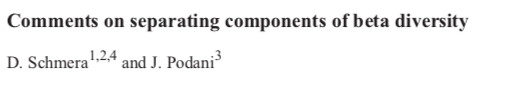 Comments on separating components of beta diversity
D. Schmera1,2,4 and J. Podani3